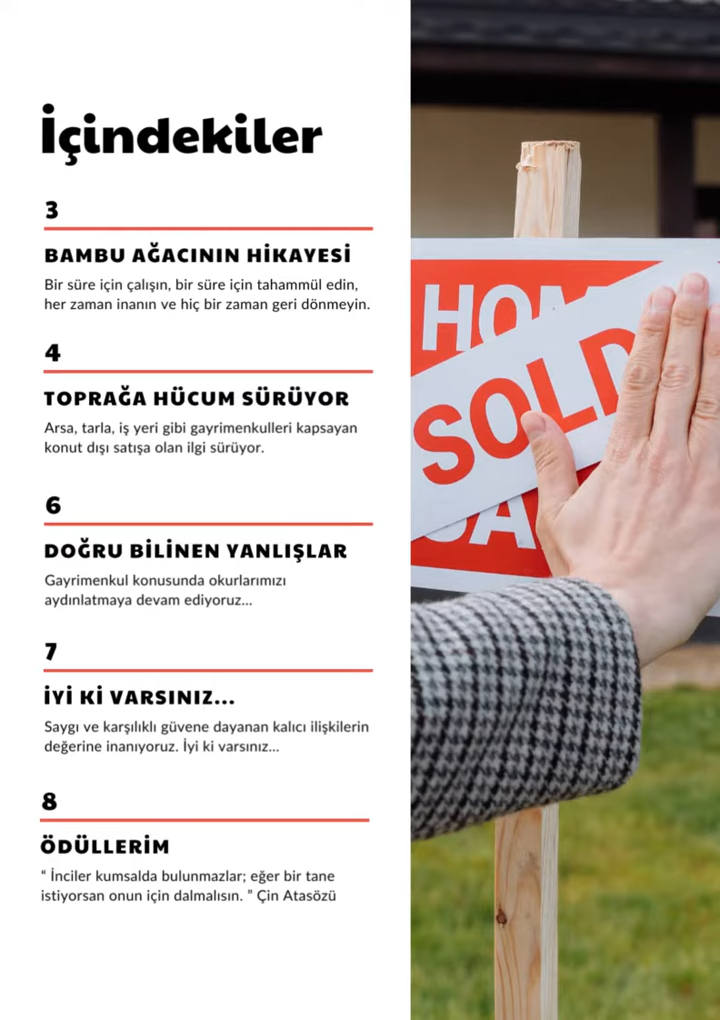 İçindekiler
3
BAMBU AĞACININ HİKAYESİ
Bir süre için çalışın, bir süre için tahammül edin,
her zaman inanın ve hiç bir zaman geri dönmeyin.
4
TOPRAĞA HÜCUM SÜRÜYOR
Arsa, tarla, iş yeri gibi gayrimenkulleri kapsayan
konut dışı satışa olan ilgi sürüyor.
6
DOĞRU BİLİNEN YANLIŞLAR
Gayrimenkul konusunda okurlarımızı
aydınlatmaya devam ediyoruz...
7
İYİ Kİ VARSINIZ...
Saygı ve karşılıklı güvene dayanan kalıcı ilişkilerin
değerine inanıyoruz. İyi ki varsınız...
8
ÖDÜLLERİM
“ İnciler kumsalda bulunmazlar; eğer bir tane
istiyorsan onun için dalmalısın. ” Çin Atasözü
SOLD